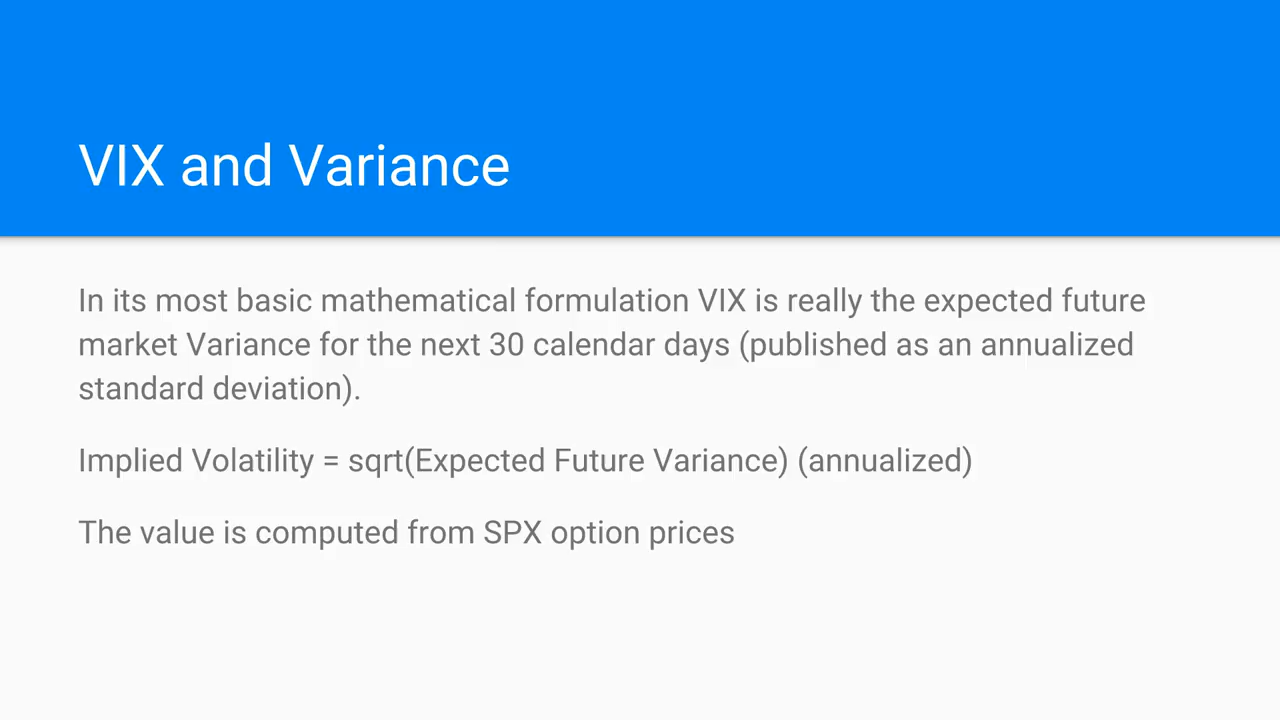 VIX and Variance
In its most basic mathematical formulation VIX is really the expected future
market Variance for the next 30 calendar days (published as an annualized
standard deviation).
Implied Volatility = sqrt(Expected Future Variance) (annualized)
The value is computed from SPX option prices